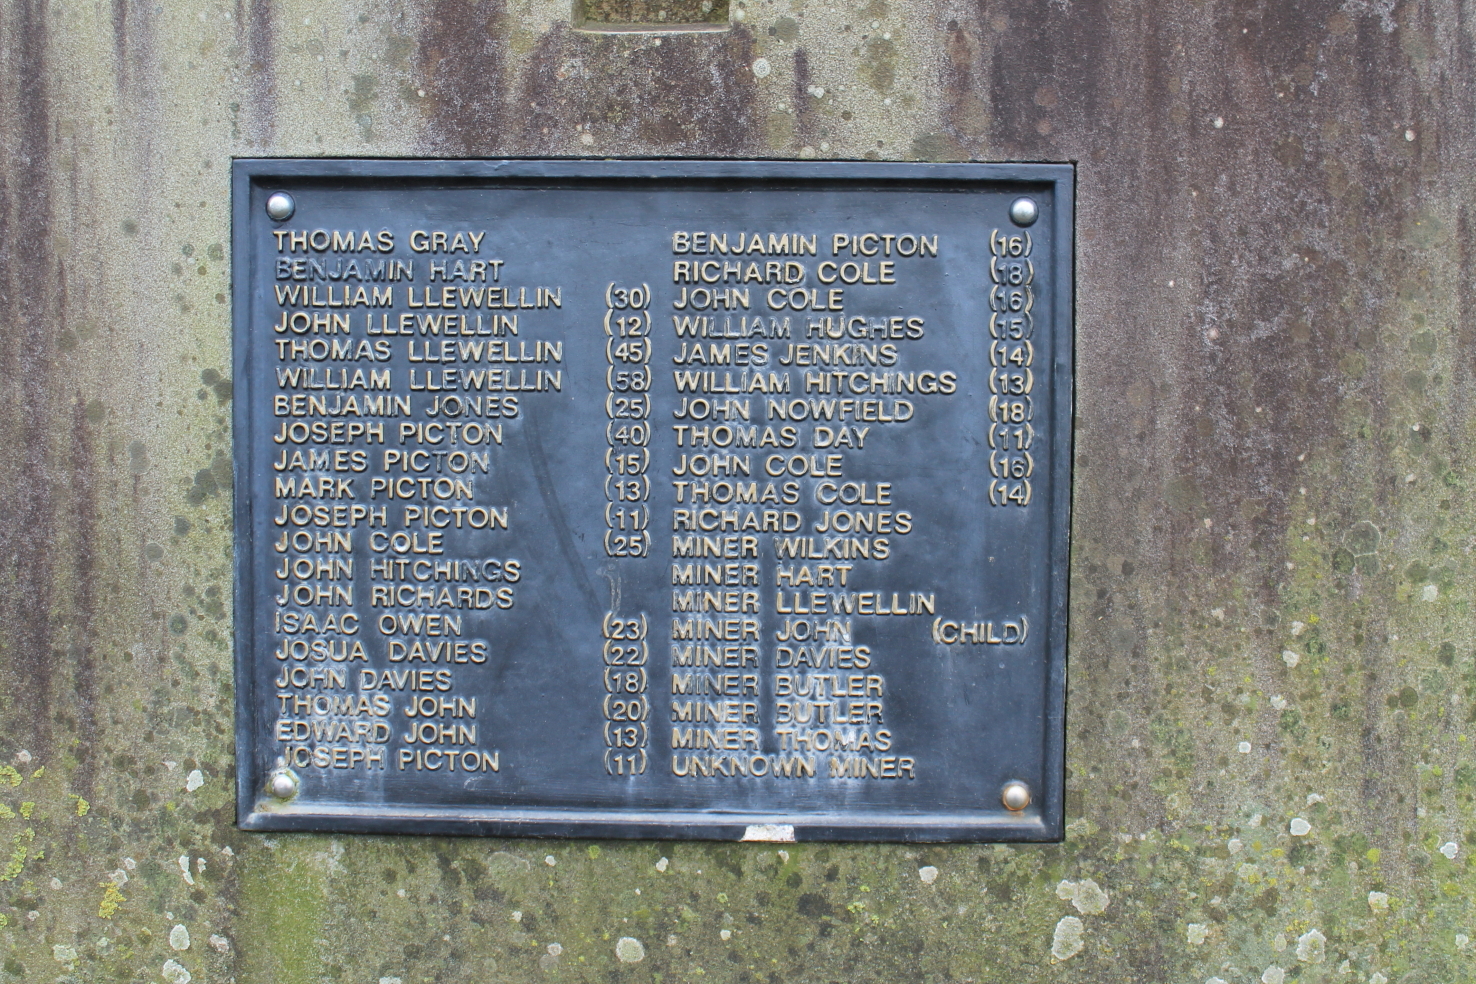 THOMAS GRAY
BENJAMIN HART
WILLIAM LLEWELLIN (30)
JOHN LLEWELLIN (12)
THOMAS LLEWELLIN (45)
WILLIAM LLEWELLIN (58)
BENJAMIN JONES (25)
JOSEPH PICTON (40)
JAMES PICTON (15)
MARK PICTON (13)
JOSEPH PICTON (11)
JOHN COLE (25)
JOHN HITCHINGS
JOHN RICHARDS
ISAAC OWEN (23)
JOSUA DAVIES (22)
JOHN DAVIES (18)
THOMAS JOHN (20)
EDWARD JOHN (13)
JOSEPH PICTON (11)
BENJAMIN PICTON (16)
RICHARD COLE (18)
JOHN COLE (16)
WILLIAM HUGHES (15)
JAMES JENKINS (14)
WILLIAM HITCHINGS (13)
JOHN NOWFIELD (18)
THOMAS DAY (11)
JOHN COLE (16)
THOMAS COLE (14)
RICHARD JONES
MINER WILKINS
MINER HART
MINER LLEWELLIN
MINER JOHN (CHILD)
MINER DAVIES
MINER BUTLER
MINER BUTLER
MINER THOMAS
UNKNOWN MINER